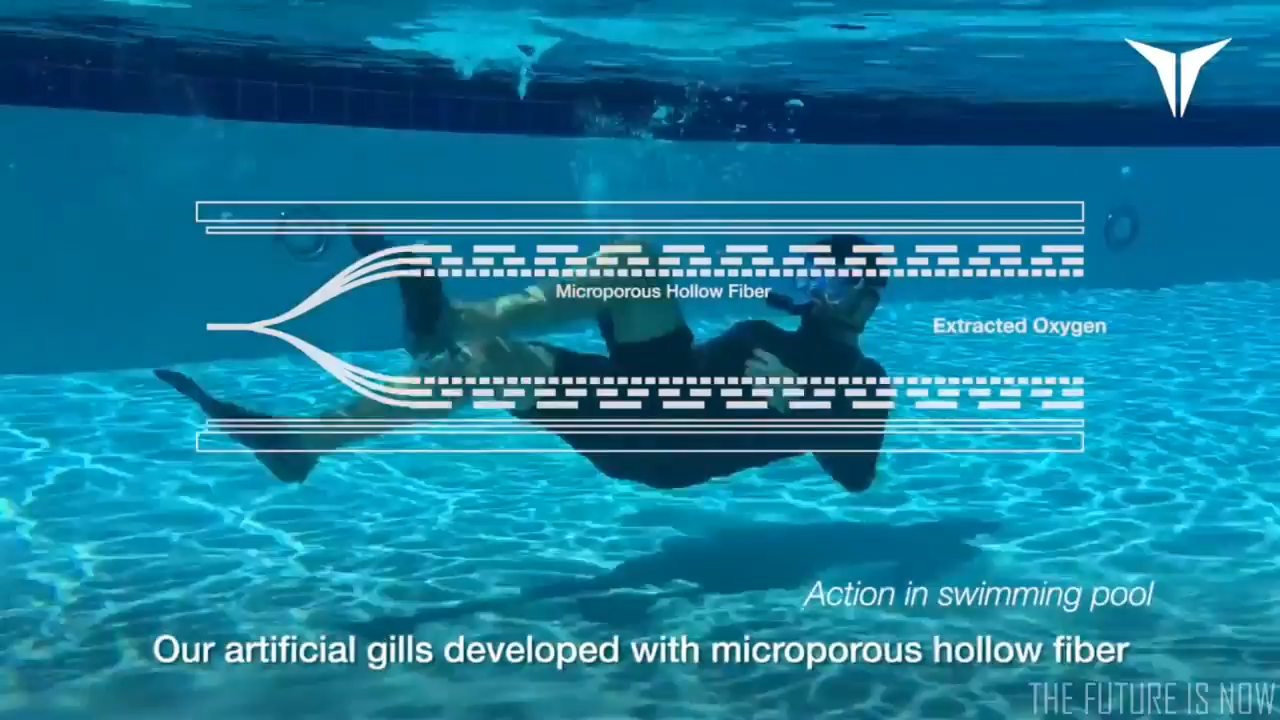 Microporous Hollow Fiber
Extracted Oxygen
Action in swimming pool
Our artificial gills developed with microporous hollow fiber
THE FUTURE IS NOW